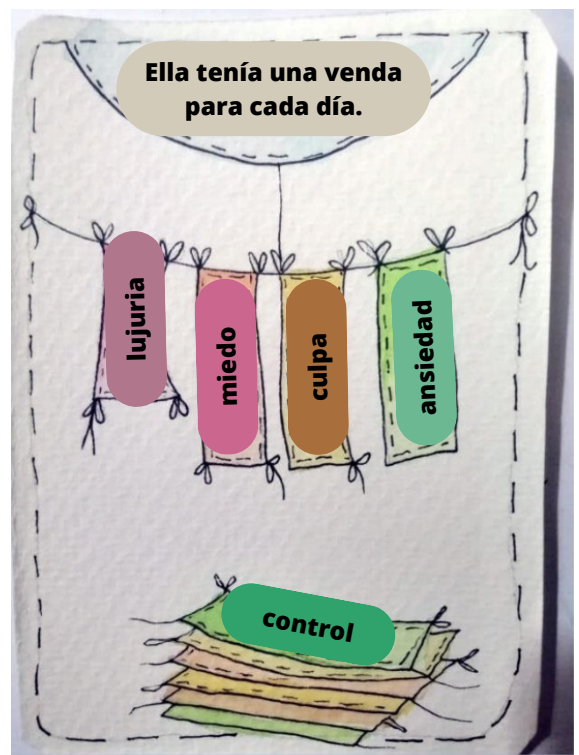 Ella tenía una venda
para cada día.
lujuria
miedo
culpa
ansiedad
control